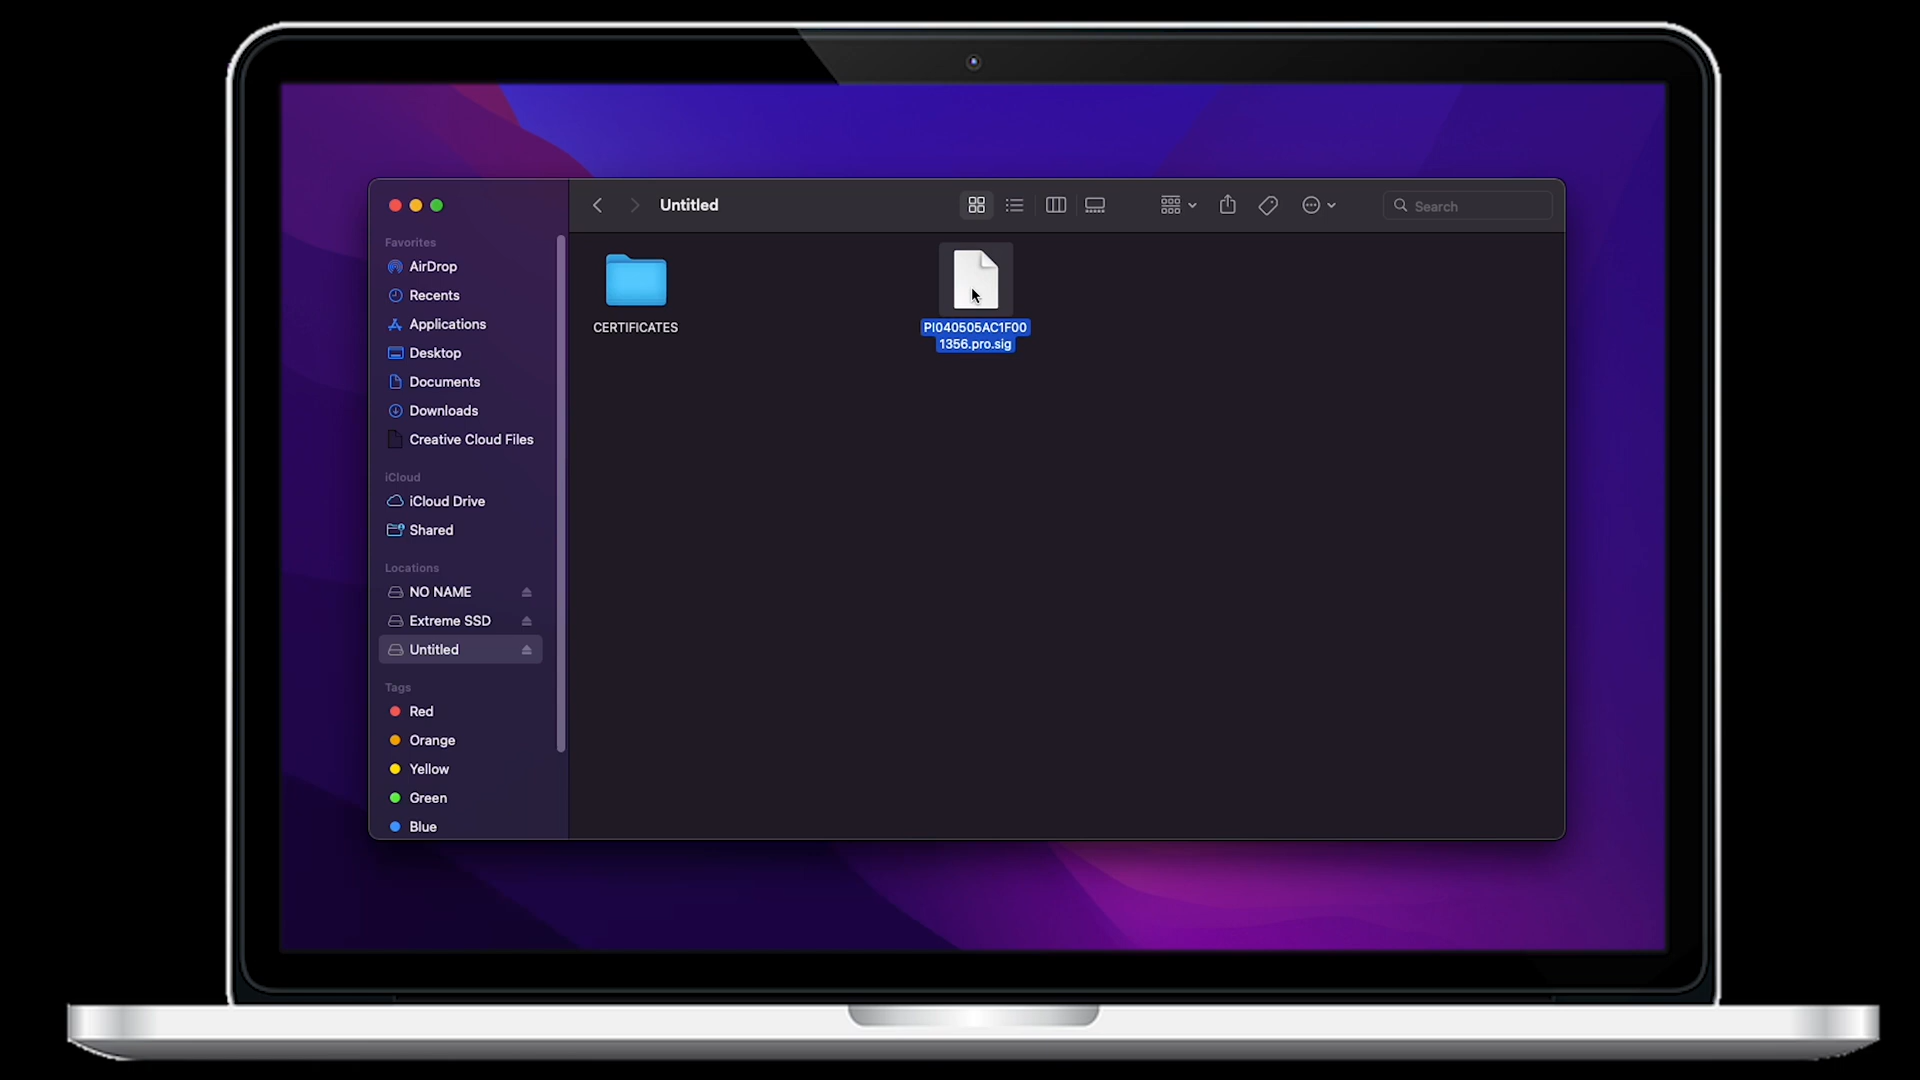 Untitled
Search
Favorites
AirDrop
Recents
Applications
Desktop
Documents
Downloads
Creative Cloud Files
iCloud
iCloud Drive
Shared
Locations
NO NAME
Extreme SSD
Untitled
Tags
Red
Orange
Yellow
Green
Blue
CERTIFICATES
PI040505AC1F00
1356.pro.sig